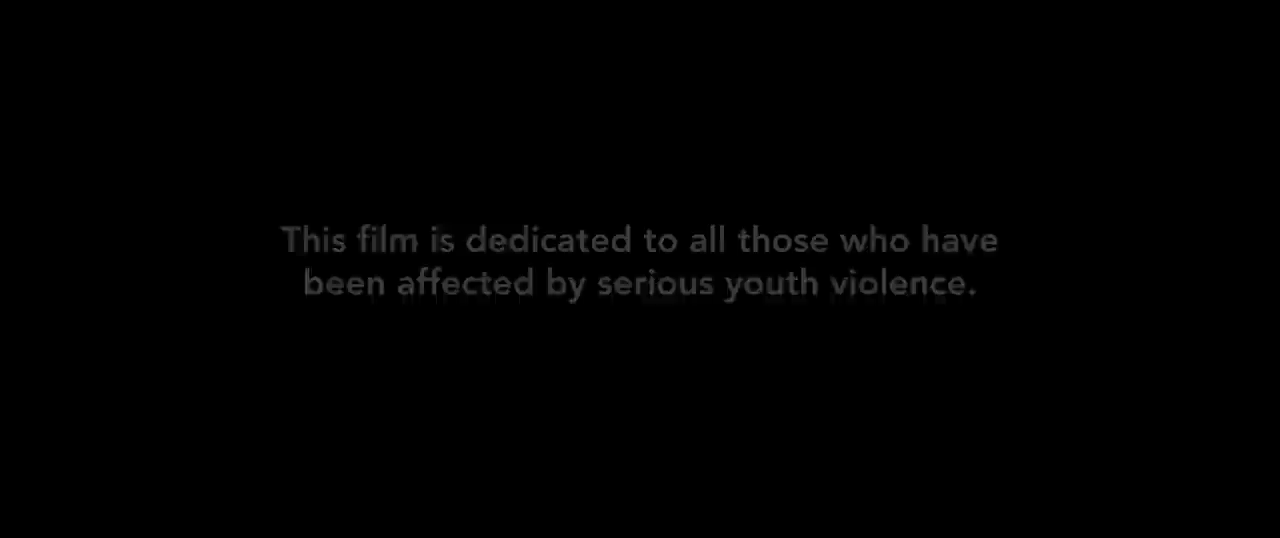 This film is dedicated to all those who have
been affected by serious youth violence.